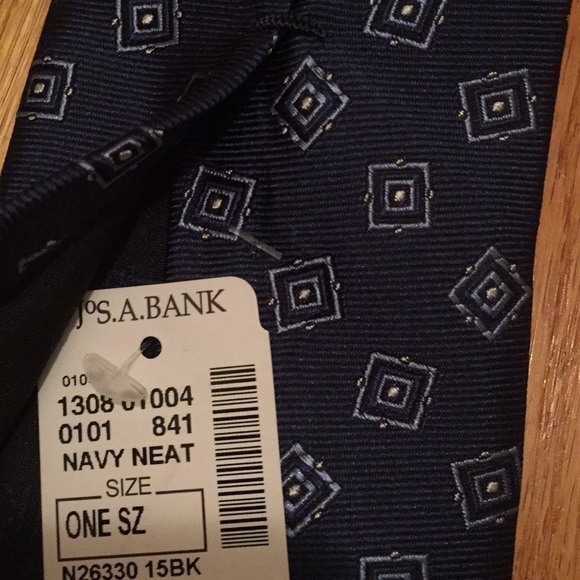 JoS.A.BANK
1308 01004
0101 841
NAVY NEAT
SIZE
ONE SZ
N26330 15BK